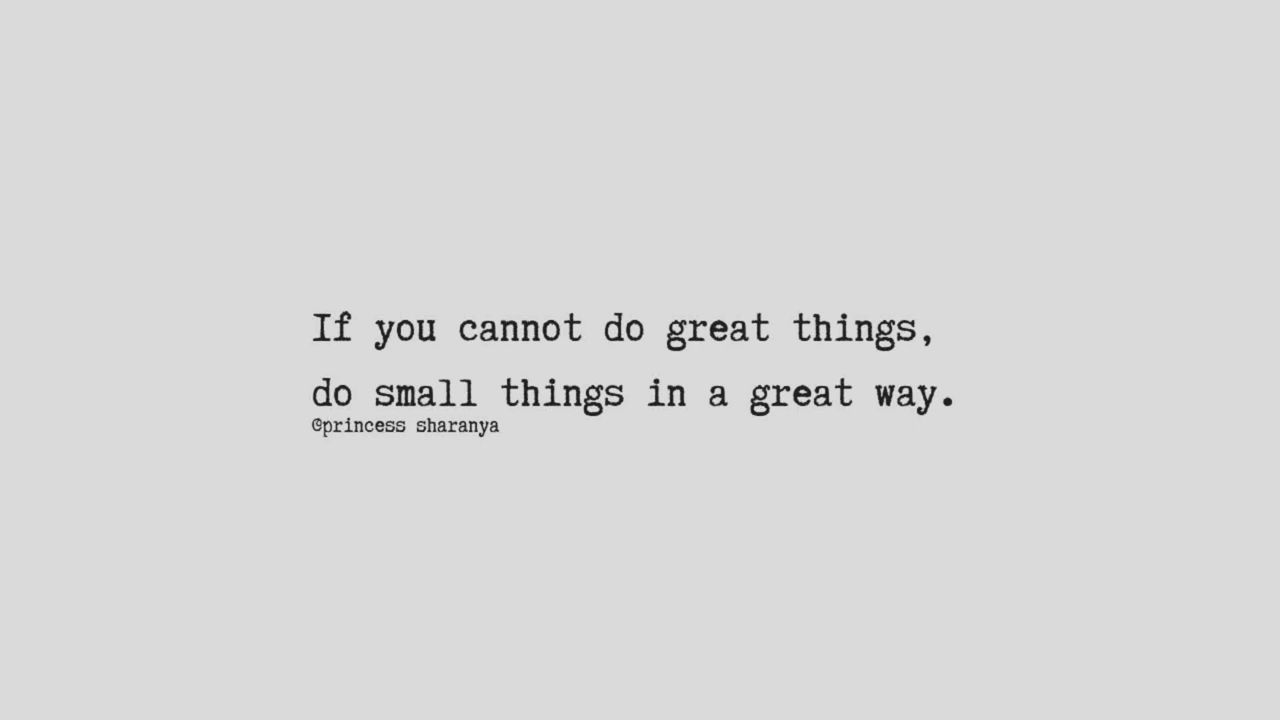 If you cannot do great things,
do small things in a great way.
@princess sharanya